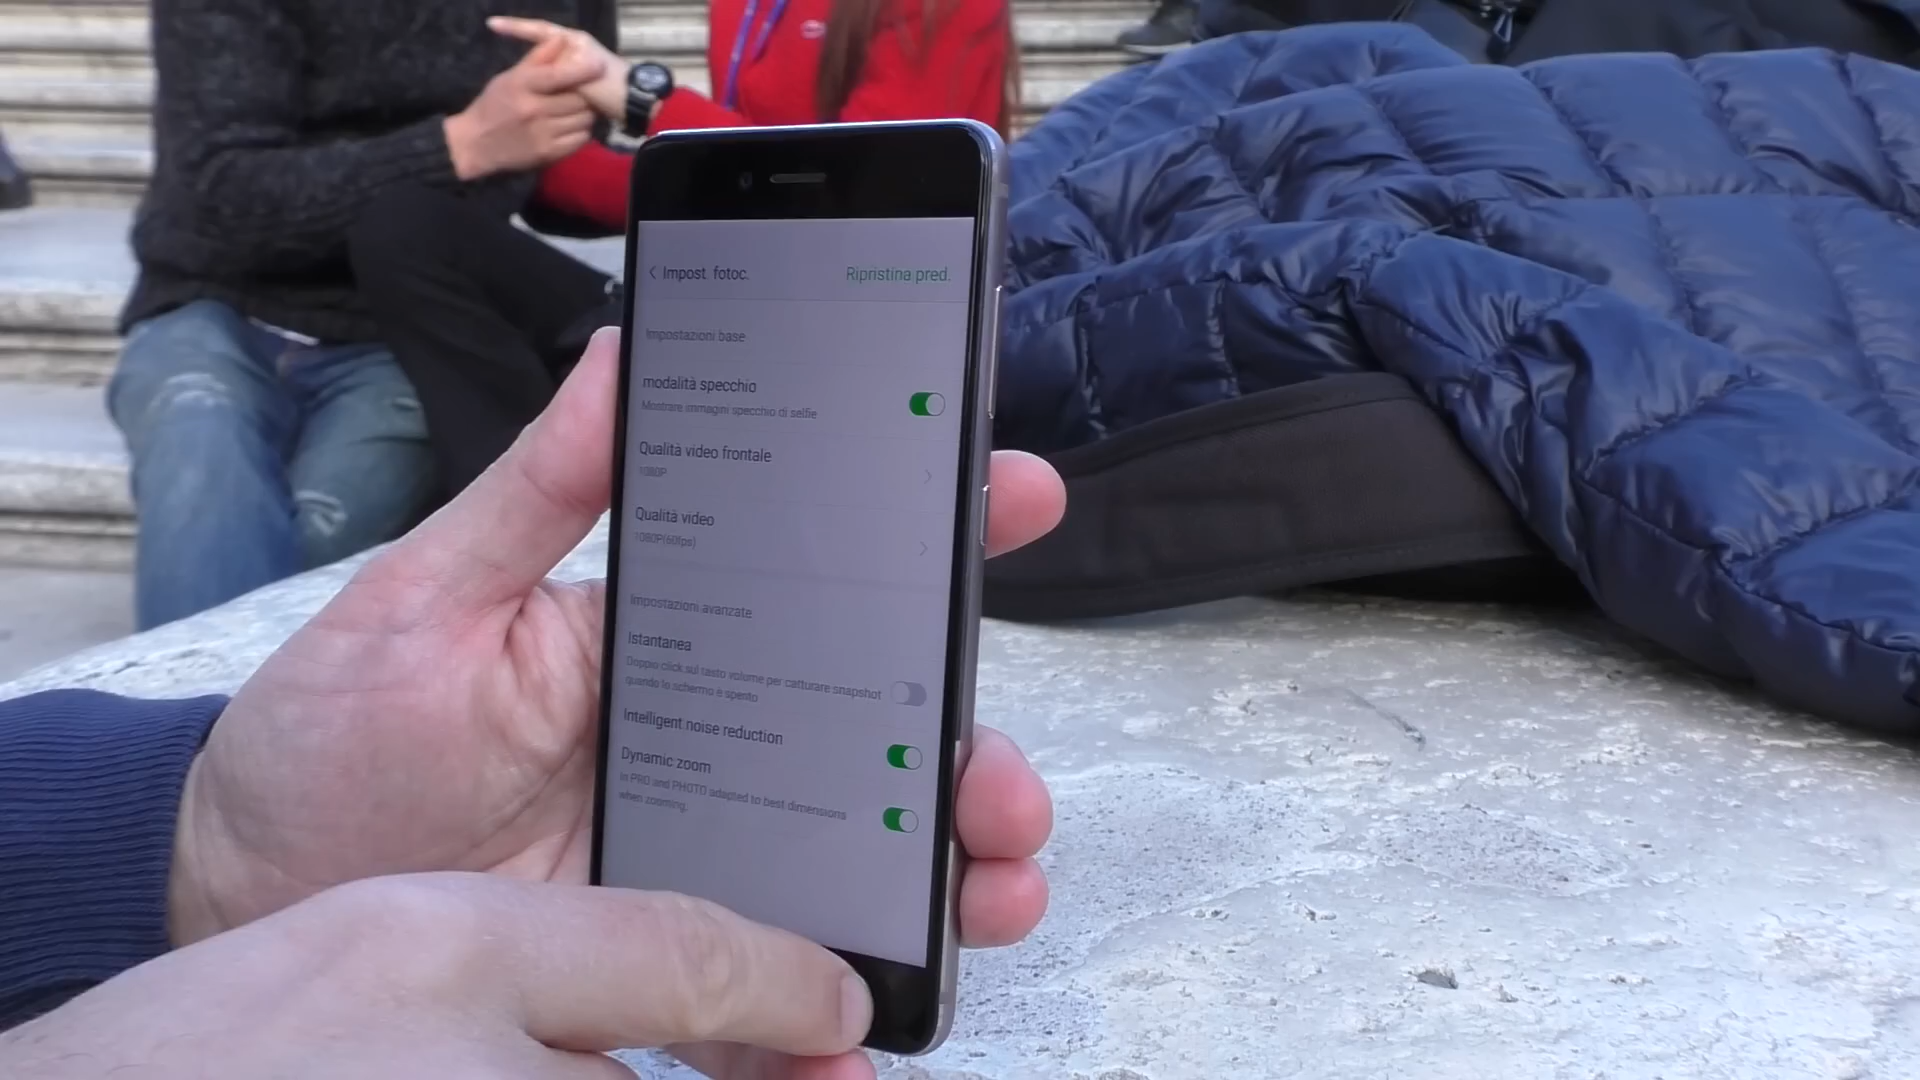 Impost. fotoc.
Ripristina pred.
Impostazioni base
modalità specchio
Mostrare immagini specchio di selfie
Qualità video frontale
1080P
Qualità video
1080P(60fps)
Impostazioni avanzate
Istantanea
Doppio click sul tasto volume per catturare snapshot
quando lo schermo è spento
Intelligent noise reduction
Dynamic zoom
In PRO and PHOTO adapted to best dimensions
when zooming.